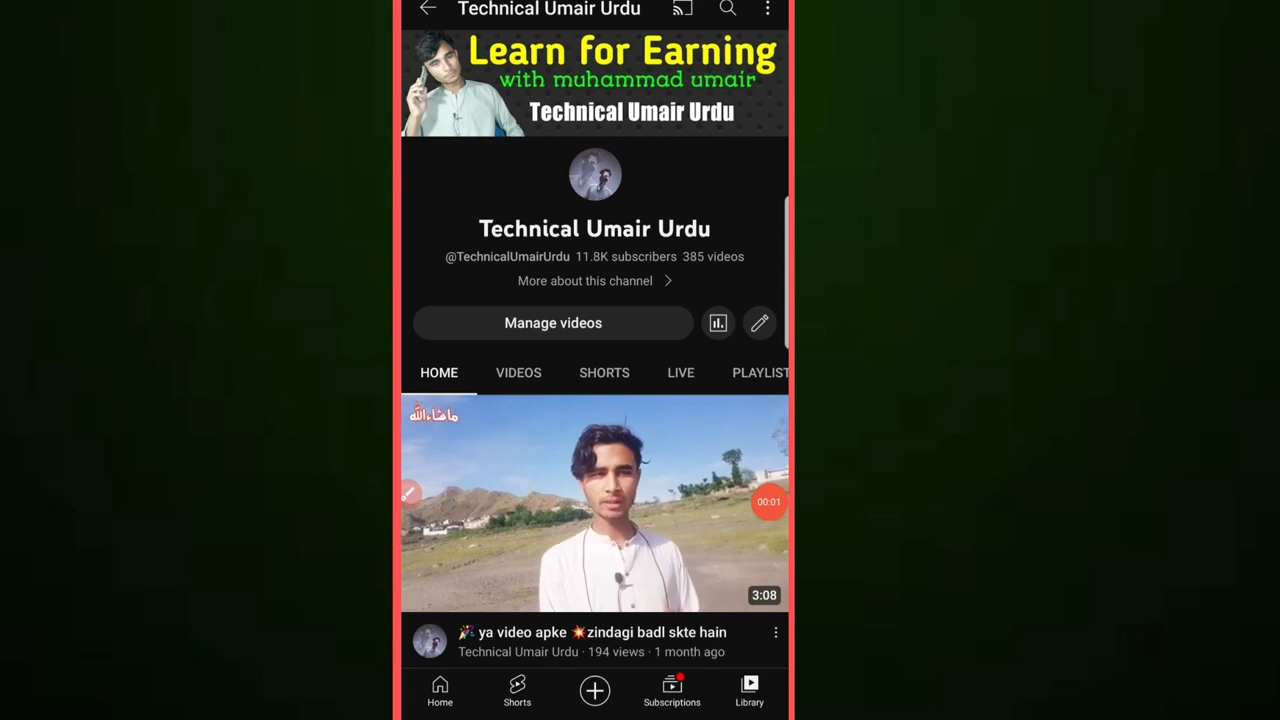 Technical Umair Urdu
Learn for Earning
with muhammad umair
Technical Umair Urdu
Technical Umair Urdu
@TechnicalUmairUrdu 11.8K subscribers 385 videos
More about this channel
Manage videos
HOME VIDEOS SHORTS LIVE PLAYLIST
ماشاءالله
00:01
3:08
🎉 ya video apke 💥zindagi badl skte hain
Technical Umair Urdu · 194 views · 1 month ago
Home Shorts Subscriptions Library